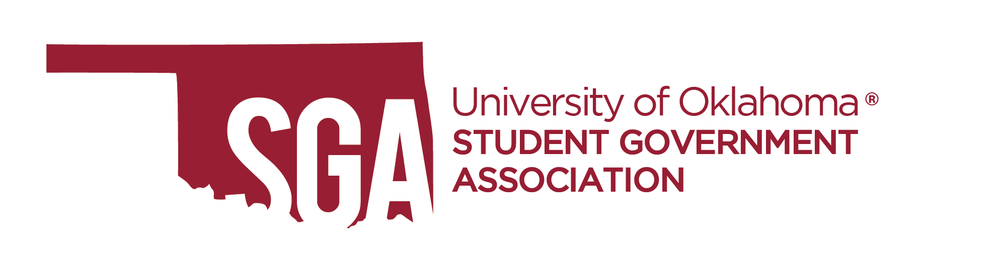 SGA
University of Oklahoma®
STUDENT GOVERNMENT
ASSOCIATION